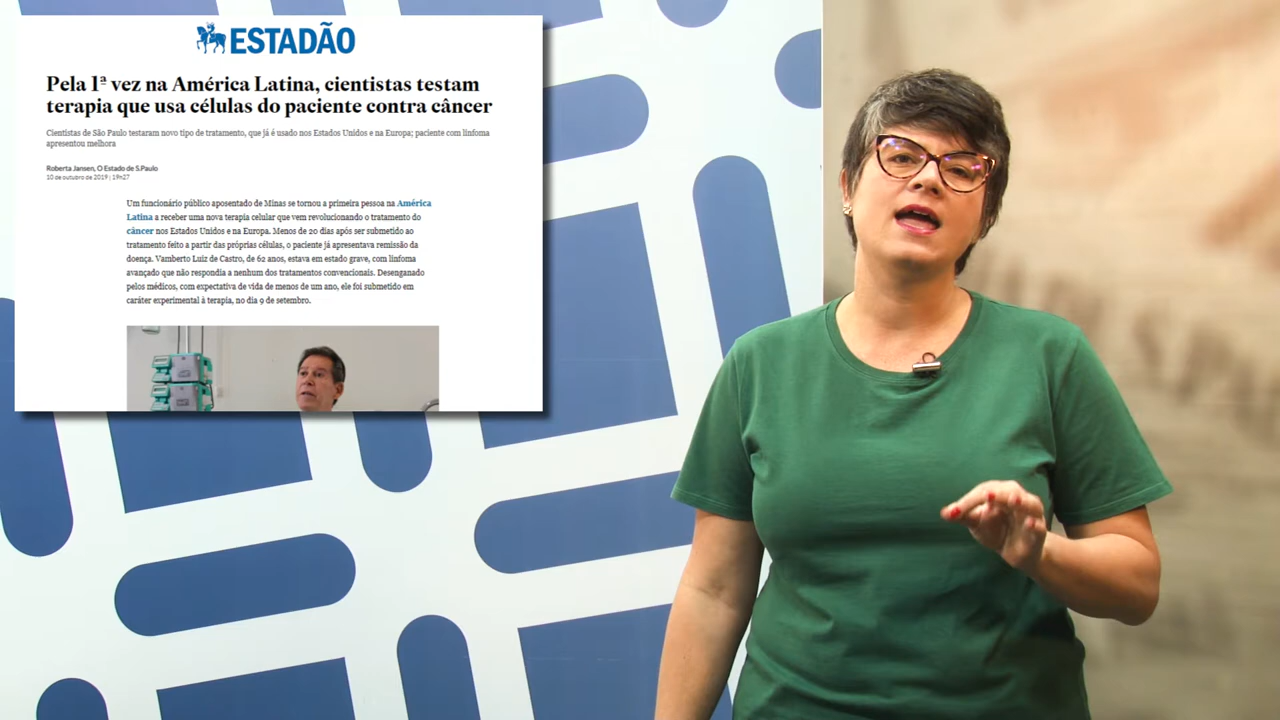 ESTADÃO
Pela 1ª vez na América Latina, cientistas testam
terapia que usa células do paciente contra câncer
Cientistas de São Paulo testaram novo tipo de tratamento, que já é usado nos Estados Unidos e na Europa; paciente com linfoma
apresentou melhora
Roberta Jansen, O Estado de S.Paulo
10 de outubro de 2019 | 19h27
Um funcionário público aposentado de Minas se tornou a primeira pessoa na América
Latina a receber uma nova terapia celular que vem revolucionando o tratamento do
câncer nos Estados Unidos e na Europa. Menos de 20 dias após ser submetido ao
tratamento feito a partir das próprias células, o paciente já apresentava remissão da
doença. Vamberto Luiz de Castro, de 62 anos, estava em estado grave, com linfoma
avançado que não respondia a nenhum dos tratamentos convencionais. Desenganado
pelos médicos, com expectativa de vida de menos de um ano, ele foi submetido em
caráter experimental à terapia, no dia 9 de setembro.